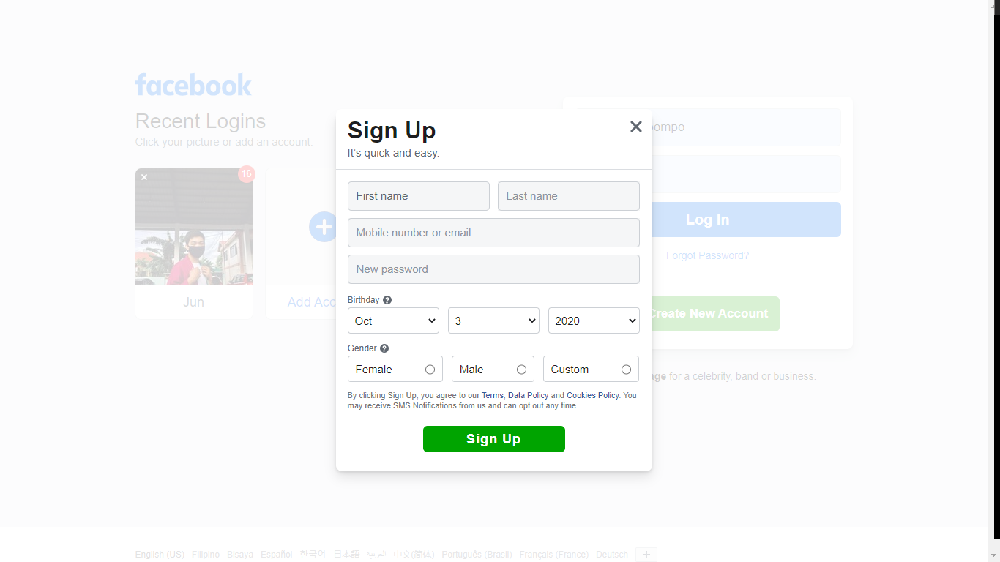 facebook
Recent Logins
Click your picture or add an account.
16
Jun
Add Acc
ompo
Log In
Forgot Password?
Create New Account
ge for a celebrity, band or business.
Sign Up
It's quick and easy.
First name
Last name
Mobile number or email
New password
Birthday
Oct 3 2020
Gender
Female Male Custom
By clicking Sign Up, you agree to our Terms, Data Policy and Cookies Policy. You
may receive SMS Notifications from us and can opt out any time.
Sign Up
English (US) Filipino Bisaya Español 한국어 日本語 العربية 中文(简体) Português (Brasil) Français (France) Deutsch